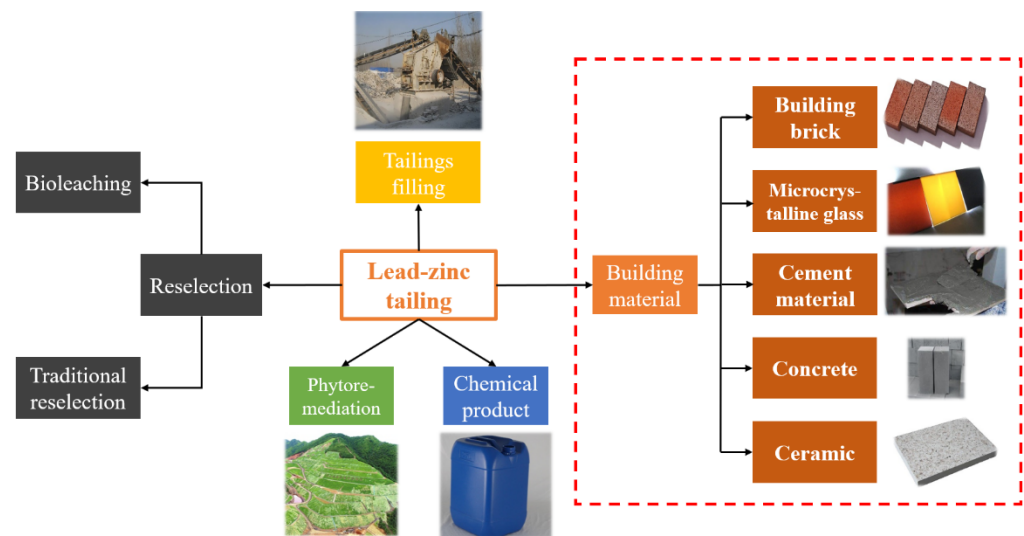 Tailings
filling
Bioleaching
Reselection
Traditional
reselection
Lead-zinc
tailing
Phytore-
mediation
Chemical
product
Building
material
Building
brick
Microcrys-
talline glass
Cement
material
Concrete
Ceramic